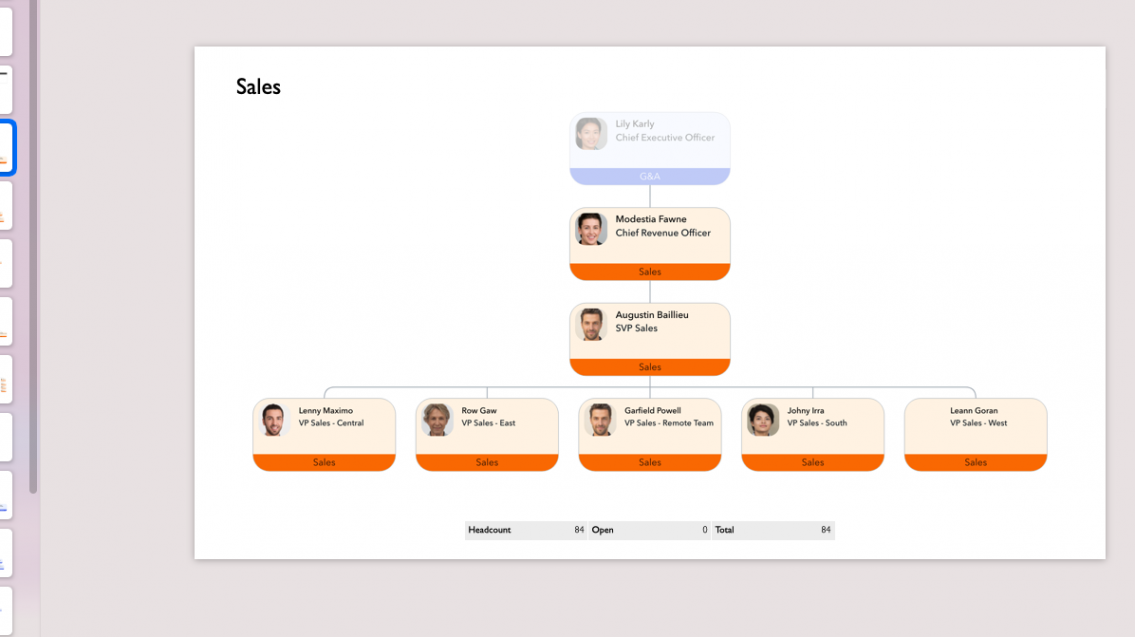 Sales
Lily Karly
Chief Executive Officer
G&A
Modestia Fawne
Chief Revenue Officer
Sales
Augustin Baillieu
SVP Sales
Sales
Lenny Maximo
VP Sales - Central
Sales
Row Gaw
VP Sales - East
Sales
Garfield Powell
VP Sales - Remote Team
Sales
Johny Irra
VP Sales - South
Sales
Leann Goran
VP Sales - West
Sales
Headcount 84 Open 0 Total 84